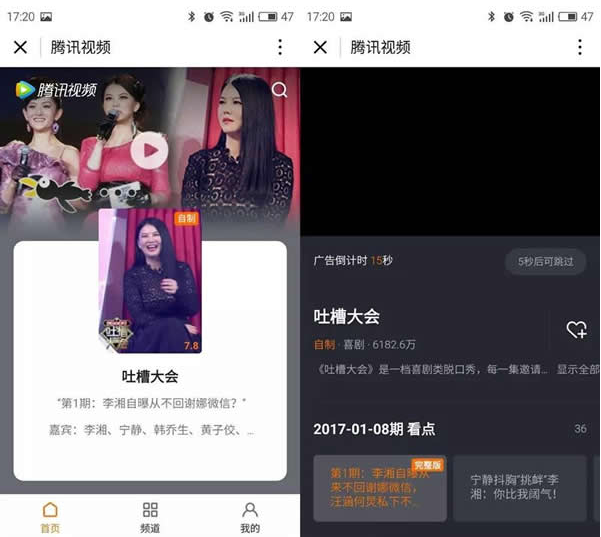 17:20
47
腾讯视频
腾讯视频
自制
吐槽大会
7.8
吐槽大会
“第1期：李湘自曝从不回谢娜微信？”
嘉宾：李湘、宁静、韩乔生、黄子佼、...
首页
频道
我的
17:20
47
腾讯视频
广告倒计时 15秒
5秒后可跳过
吐槽大会
自制 · 喜剧 · 6182.6万
《吐槽大会》是一档喜剧类脱口秀，每一集邀请... 显示全部
2017-01-08期 看点
36
完整版
第1期：李湘自曝从
来不回谢娜微信，
汪涵何炅私下不...
宁静抖胸“挑衅”李
湘：你比我阔气！